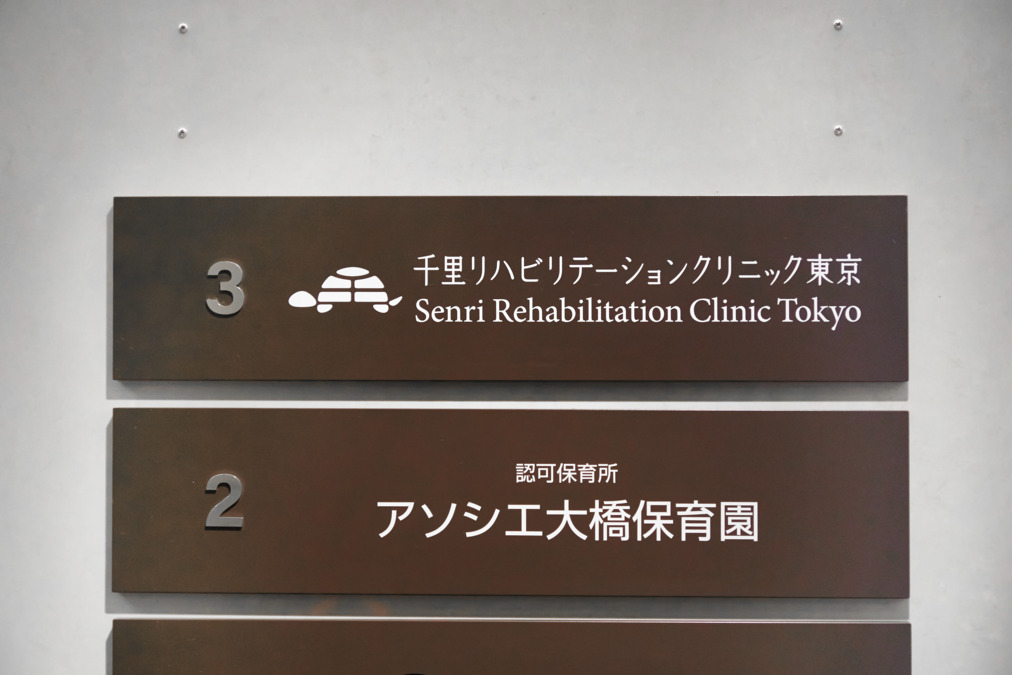 3
千里リハビリテーションクリニック東京
Senri Rehabilitation Clinic Tokyo
2
認可保育所
アソシエ大橋保育園